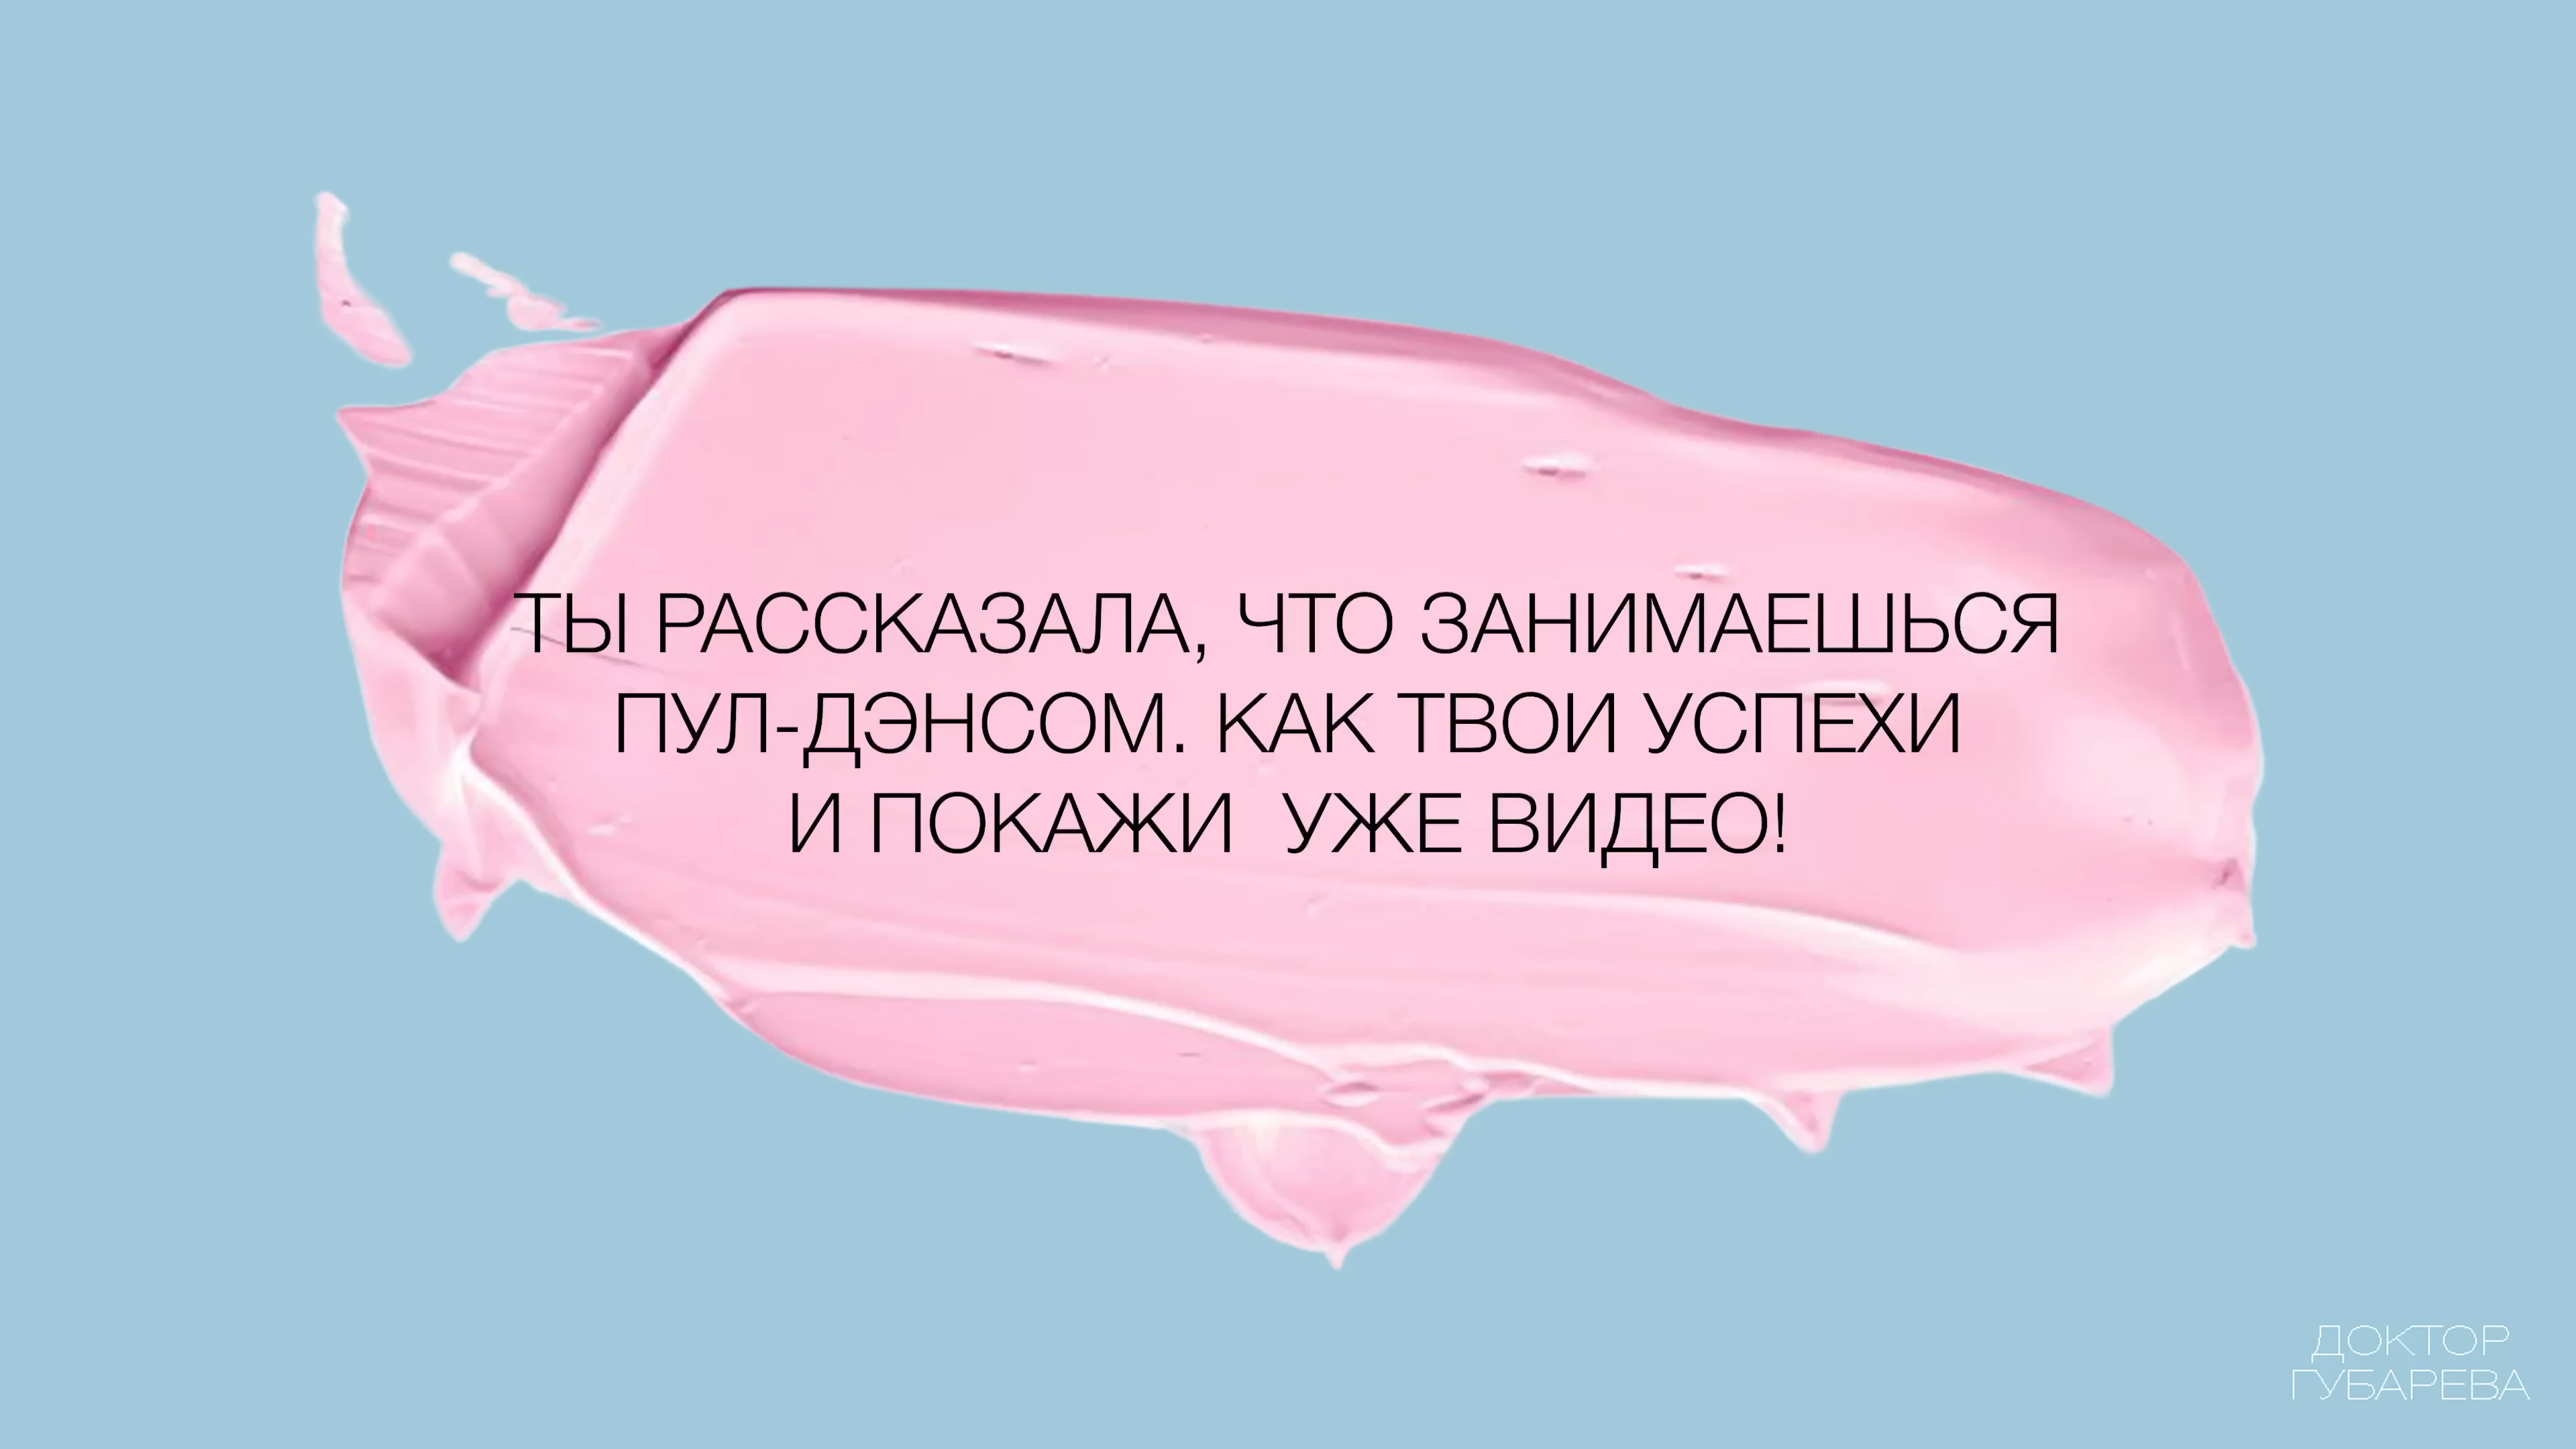 ТЫ РАССКАЗАЛА, ЧТО ЗАНИМАЕШЬСЯ
ПУЛ-ДЭНСОМ. КАК ТВОИ УСПЕХИ
И ПОКАЖИ  УЖЕ ВИДЕО!
ДОКТОР
ГУБАРЕВА